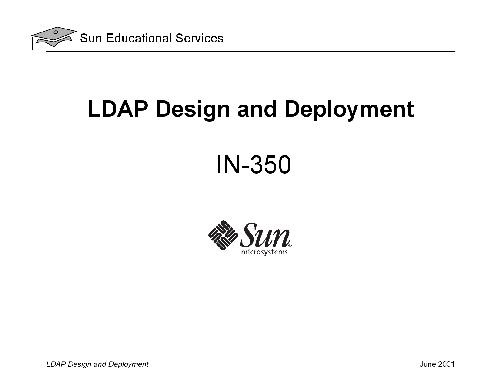 Sun Educational Services
LDAP Design and Deployment
IN-350
Sun
microsystems
LDAP Design and Deployment
June 2001